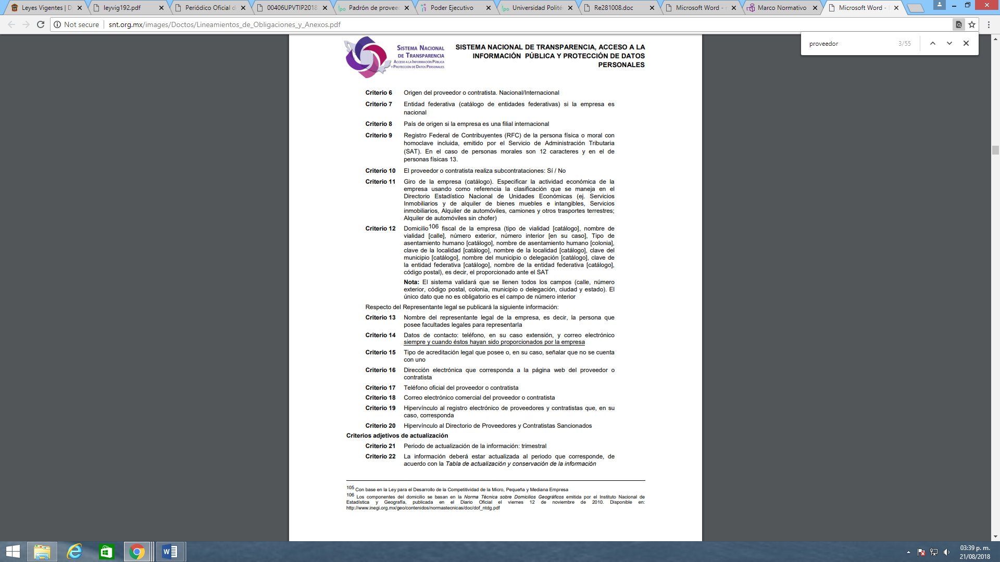 Leyes Vigentes | D
leyvig192.pdf
Periódico Oficial d
00406UPVTIP2018
Padrón de provee
Poder Ejecutivo
Universidad Polité
Re281008.doc
Microsoft Word -
Marco Normativo
Microsoft Word -
Not secure
snt.org.mx/images/Doctos/Lineamientos_de_Obligaciones_y_Anexos.pdf
proveedor
3/55
SISTEMA NACIONAL
DE TRANSPARENCIA
ACCESO A LA INFORMACIÓN PÚBLICA
Y PROTECCIÓN DE DATOS PERSONALES
SISTEMA NACIONAL DE TRANSPARENCIA, ACCESO A LA
INFORMACIÓN PÚBLICA Y PROTECCIÓN DE DATOS
PERSONALES
Criterio 6 Origen del proveedor o contratista. Nacional/Internacional
Criterio 7 Entidad federativa (catálogo de entidades federativas) si la empresa es
nacional
Criterio 8 País de origen si la empresa es una filial internacional
Criterio 9 Registro Federal de Contribuyentes (RFC) de la persona física o moral con
homoclave incluida, emitido por el Servicio de Administración Tributaria
(SAT). En el caso de personas morales son 12 caracteres y en el de
personas físicas 13.
Criterio 10 El proveedor o contratista realiza subcontrataciones: Sí / No
Criterio 11 Giro de la empresa (catálogo). Especificar la actividad económica de la
empresa usando como referencia la clasificación que se maneja en el
Directorio Estadístico Nacional de Unidades Económicas (ej. Servicios
Inmobiliarios y de alquiler de bienes muebles e intangibles, Servicios
inmobiliarios, Alquiler de automóviles, camiones y otros trasportes terrestres;
Alquiler de automóviles sin chofer)
Criterio 12 Domicilio106 fiscal de la empresa (tipo de vialidad [catálogo], nombre de
vialidad [calle], número exterior, número interior [en su caso], Tipo de
asentamiento humano [catálogo], nombre de asentamiento humano [colonia],
clave de la localidad [catálogo], nombre de la localidad [catálogo], clave del
municipio [catálogo], nombre del municipio o delegación [catálogo], clave de
la entidad federativa [catálogo], nombre de la entidad federativa [catálogo],
código postal), es decir, el proporcionado ante el SAT
Nota: El sistema validará que se llenen todos los campos (calle, número
exterior, código postal, colonia, municipio o delegación, ciudad y estado). El
único dato que no es obligatorio es el campo de número interior
Respecto del Representante legal se publicará la siguiente información:
Criterio 13 Nombre del representante legal de la empresa, es decir, la persona que
posee facultades legales para representarla
Criterio 14 Datos de contacto: teléfono, en su caso extensión, y correo electrónico
siempre y cuando éstos hayan sido proporcionados por la empresa
Criterio 15 Tipo de acreditación legal que posee o, en su caso, señalar que no se cuenta
con uno
Criterio 16 Dirección electrónica que corresponda a la página web del proveedor o
contratista
Criterio 17 Teléfono oficial del proveedor o contratista
Criterio 18 Correo electrónico comercial del proveedor o contratista
Criterio 19 Hipervínculo al registro electrónico de proveedores y contratistas que, en su
caso, corresponda
Criterio 20 Hipervínculo al Directorio de Proveedores y Contratistas Sancionados
Criterios adjetivos de actualización
Criterio 21 Periodo de actualización de la información: trimestral
Criterio 22 La información deberá estar actualizada al periodo que corresponde, de
acuerdo con la Tabla de actualización y conservación de la información
105 Con base en la Ley para el Desarrollo de la Competitividad de la Micro, Pequeña y Mediana Empresa
106 Los componentes del domicilio se basan en la Norma Técnica sobre Domicilios Geográficos emitida por el Instituto Nacional de
Estadística y Geografía, publicada en el Diario Oficial el viernes 12 de noviembre de 2010. Disponible en:
http://www.inegi.org.mx/geo/contenidos/normastecnicas/doc/dof_ntdg.pdf
03:39 p. m.
21/08/2018